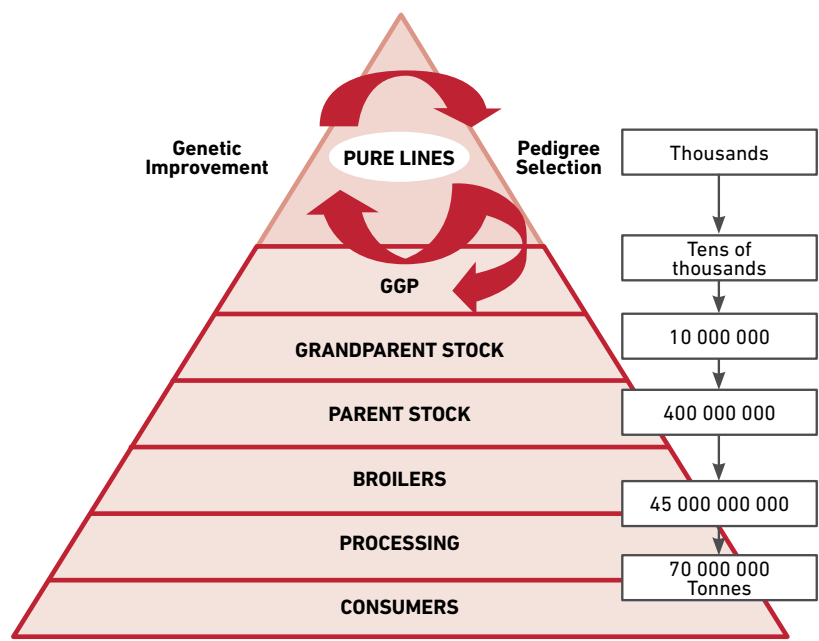 Genetic
Improvement
PURE LINES
Pedigree
Selection
Thousands
Tens of
thousands
GGP
10 000 000
GRANDPARENT STOCK
400 000 000
PARENT STOCK
BROILERS
45 000 000 000
PROCESSING
70 000 000
Tonnes
CONSUMERS